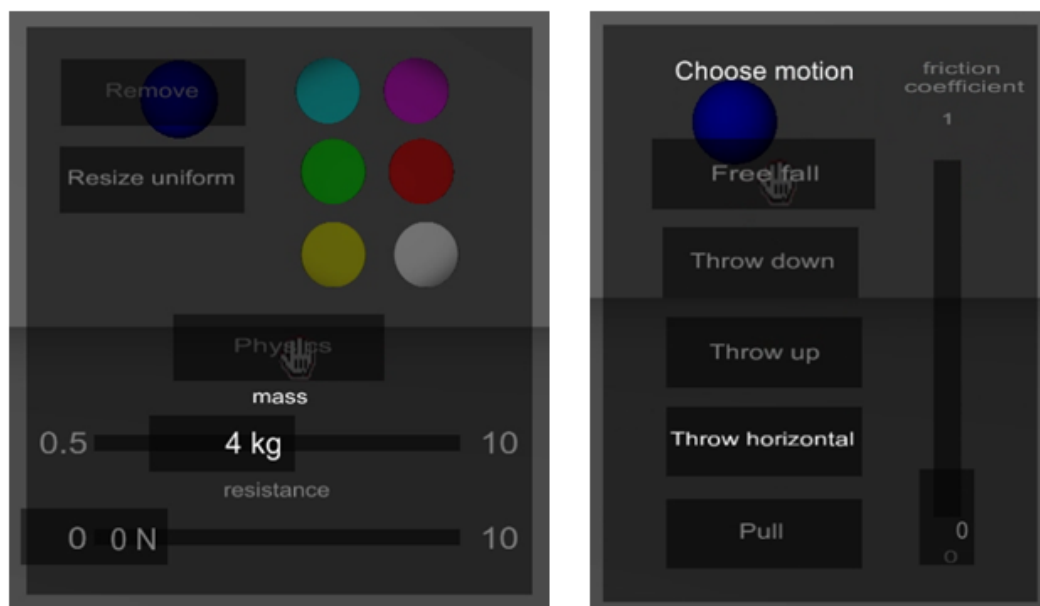 Remove
Resize uniform
Physics
mass
0.5 4 kg 10
resistance
0 0 N 10
Choose motion
friction
coefficient
1
Free fall
Throw down
Throw up
Throw horizontal
Pull
0
0